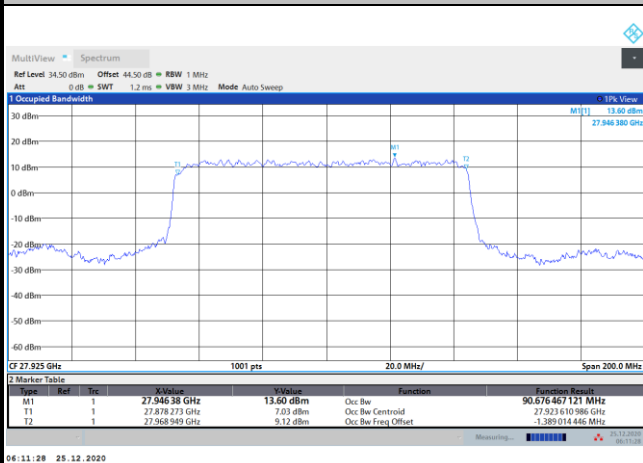 MultiView Spectrum
Ref Level 34.50 dBm Offset 44.50 dB RBW 1 MHz
Att 0 dB SWT 1.2 ms VBW 3 MHz Mode Auto Sweep
1 Occupied Bandwidth 1Pk View
M1[1] 13.60 dBm
27.946 380 GHz
30 dBm
20 dBm
M1
T1 T2
10 dBm
0 dBm
-10 dBm
-20 dBm
-30 dBm
-40 dBm
-50 dBm
-60 dBm
CF 27.925 GHz 1001 pts 20.0 MHz/ Span 200.0 MHz
2 Marker Table
Type Ref Trc X-Value Y-Value Function Function Result
M1 1 27.946 38 GHz 13.60 dBm Occ Bw 90.676 467 121 MHz
T1 1 27.878 273 GHz 7.03 dBm Occ Bw Centroid 27.923 610 986 GHz
T2 1 27.968 949 GHz 9.12 dBm Occ Bw Freq Offset -1.389 014 446 MHz
Measuring... 25.12.2020
06:11:28
06:11:28 25.12.2020